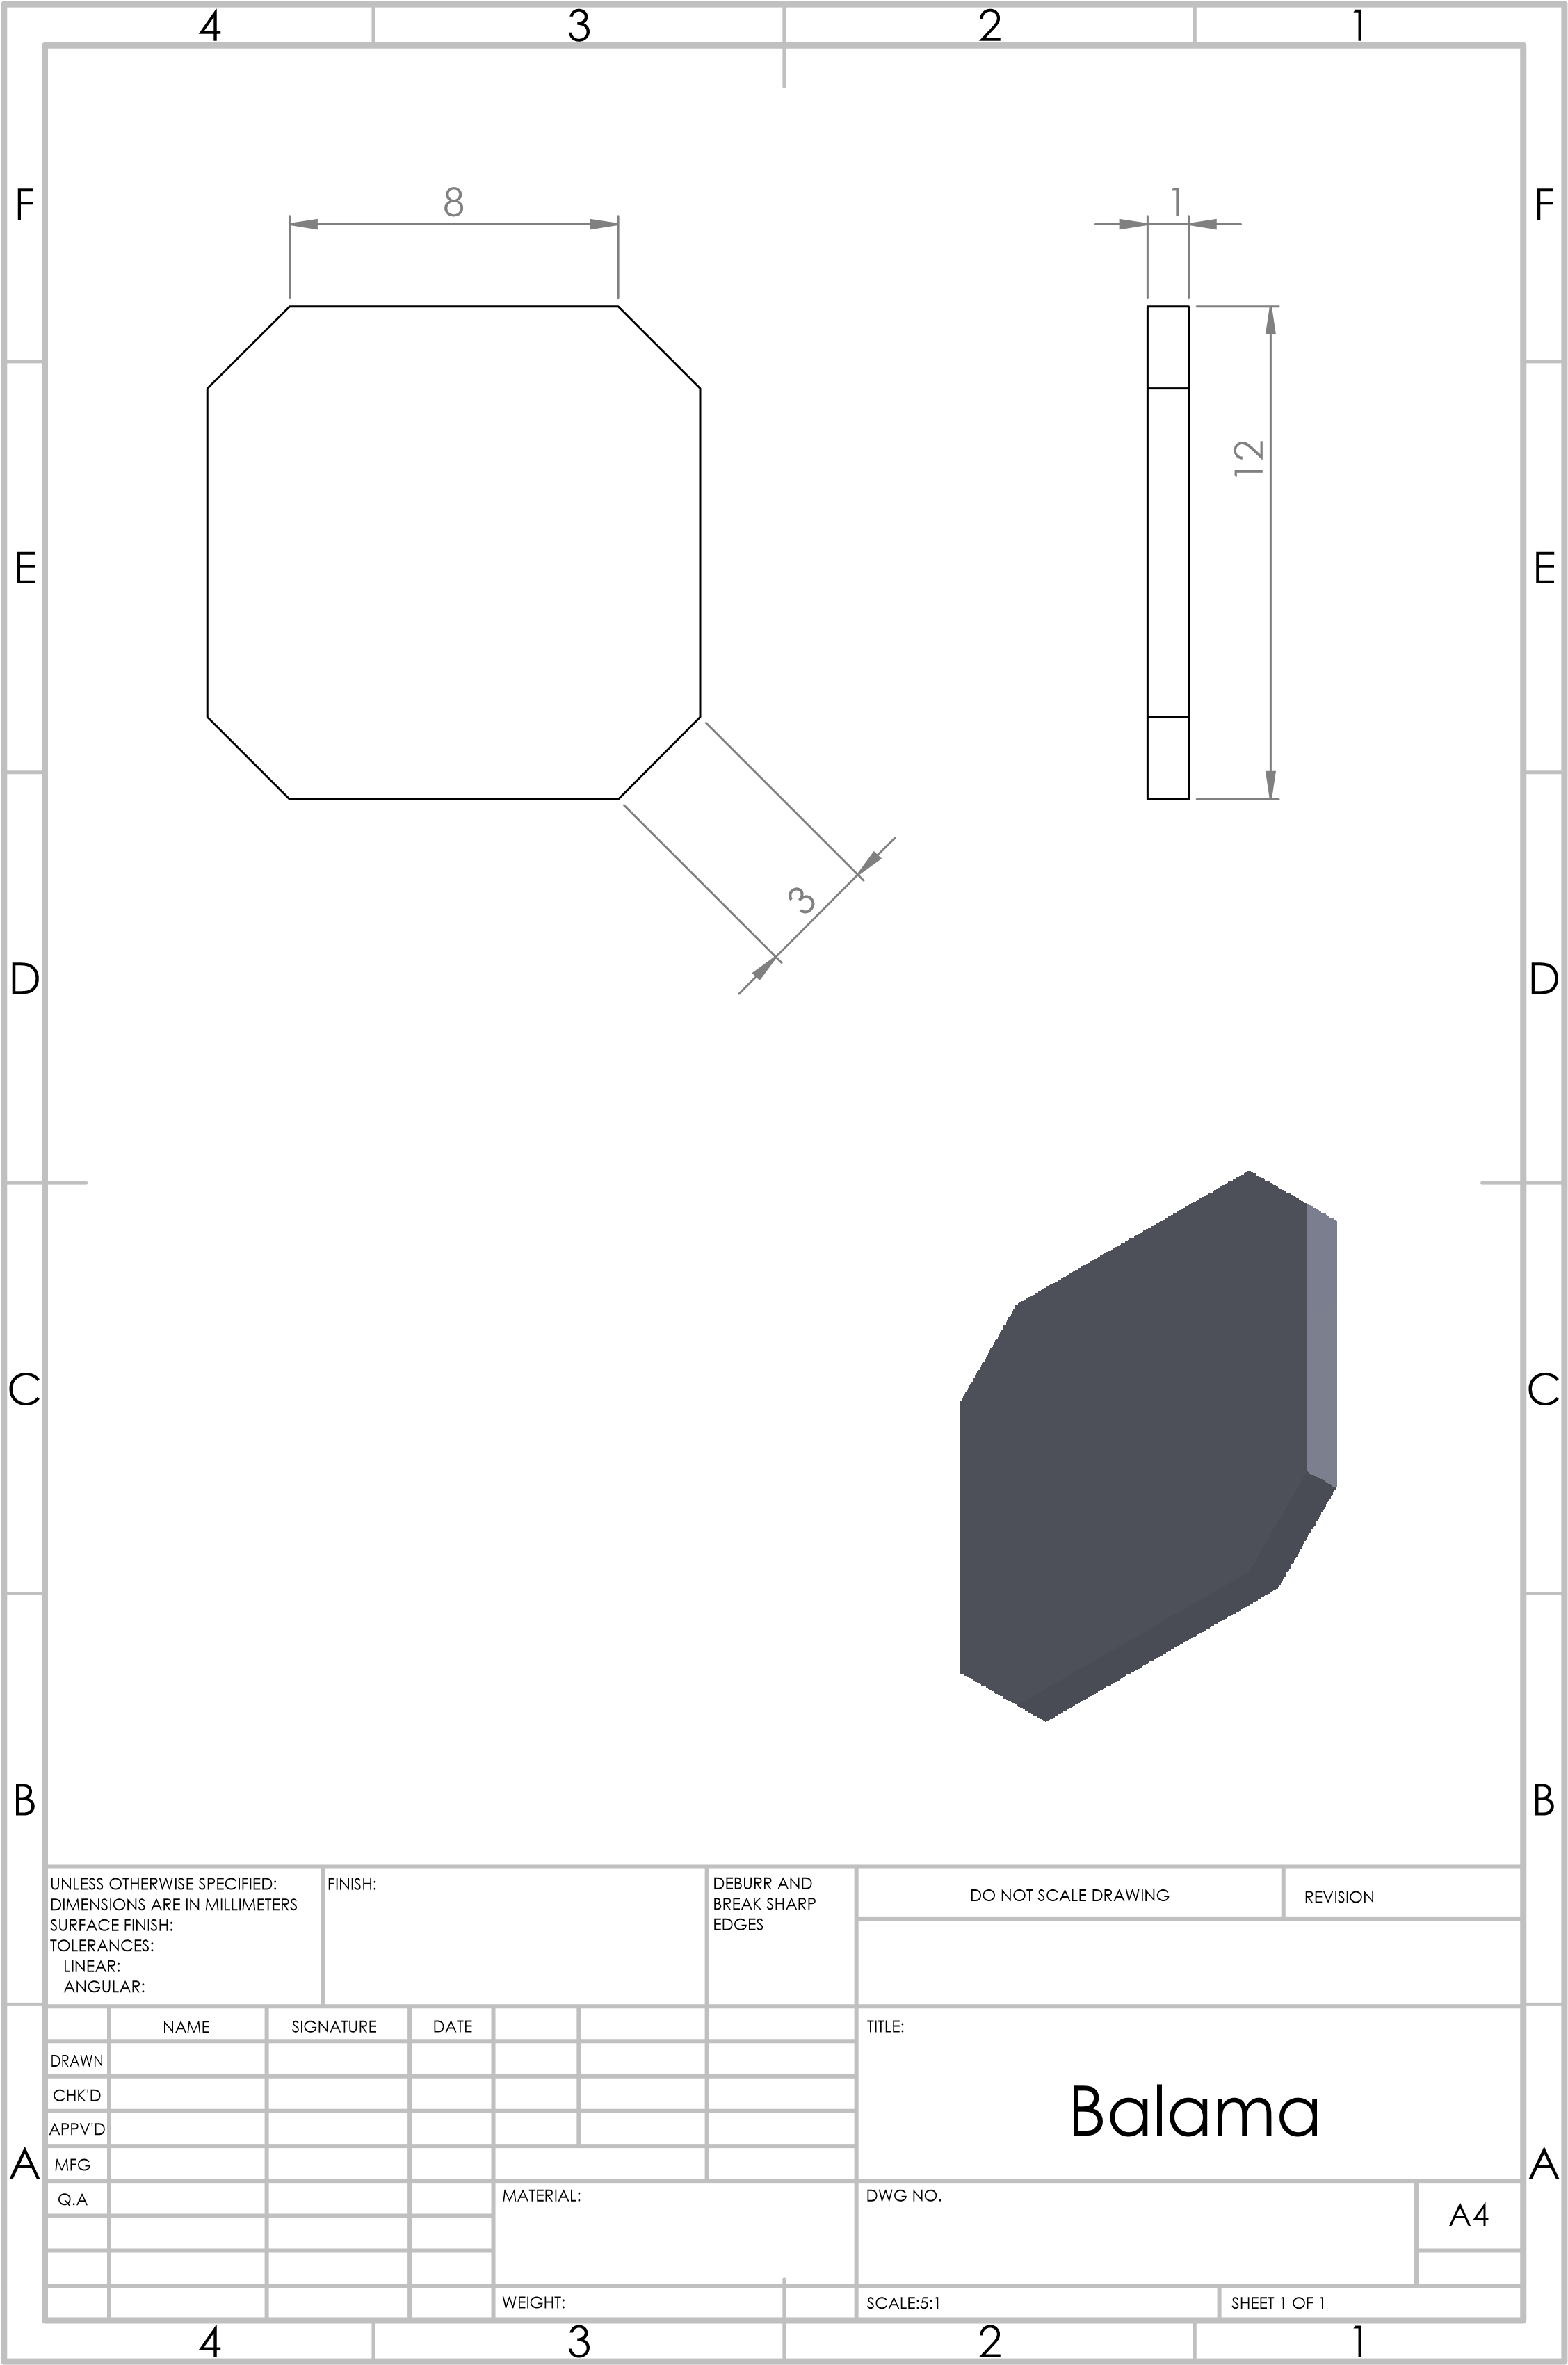 4 3 2 1
8 1
F F
12
E E
3
D D
C C
B B
UNLESS OTHERWISE SPECIFIED:
DIMENSIONS ARE IN MILLIMETERS
SURFACE FINISH:
TOLERANCES:
LINEAR:
ANGULAR:
FINISH:
DEBURR AND
BREAK SHARP
EDGES
DO NOT SCALE DRAWING
REVISION
NAME SIGNATURE DATE
DRAWN
CHK'D
APPV'D
MFG
Q.A
TITLE:
Balama
A A
MATERIAL:
DWG NO.
A4
WEIGHT:
SCALE:5:1
SHEET 1 OF 1
4 3 2 1